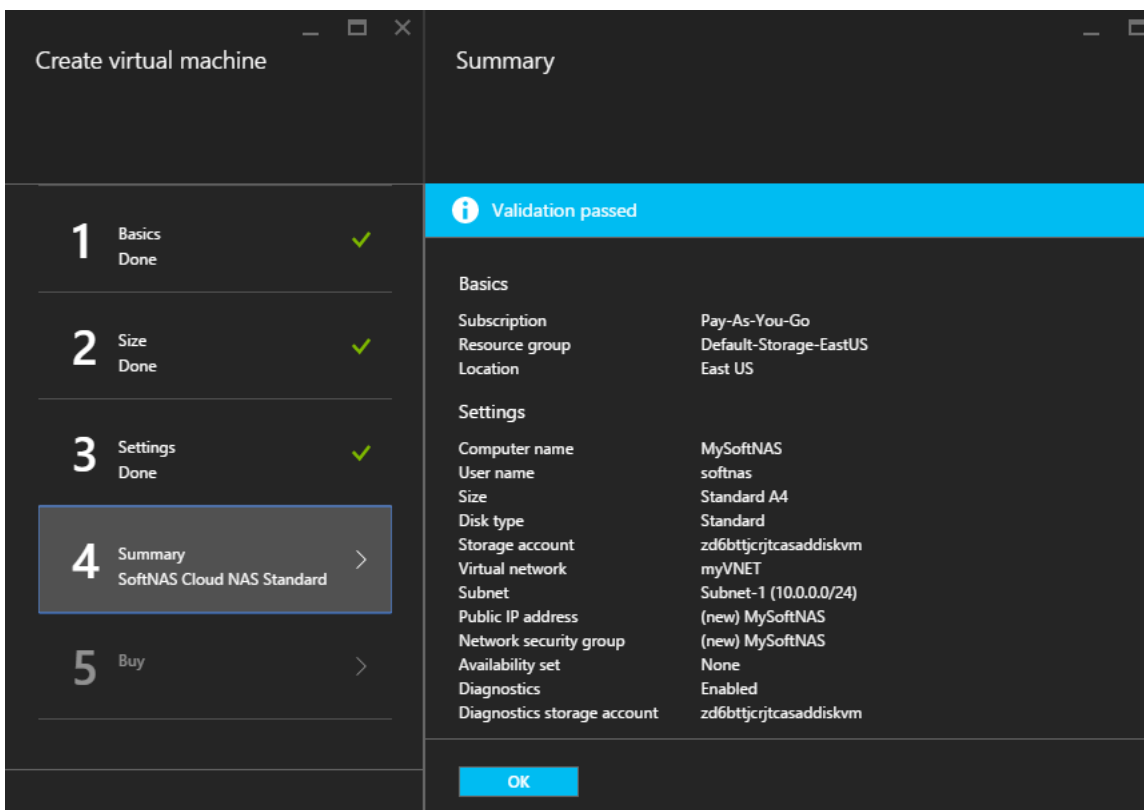 Create virtual machine
1
Basics
Done
2
Size
Done
3
Settings
Done
4
Summary
SoftNAS Cloud NAS Standard
5
Buy
Summary
Validation passed
Basics
Subscription Pay-As-You-Go
Resource group Default-Storage-EastUS
Location East US
Settings
Computer name MySoftNAS
User name softnas
Size Standard A4
Disk type Standard
Storage account zd6bttjcrjtcasaddiskvm
Virtual network myVNET
Subnet Subnet-1 (10.0.0.0/24)
Public IP address (new) MySoftNAS
Network security group (new) MySoftNAS
Availability set None
Diagnostics Enabled
Diagnostics storage account zd6bttjcrjtcasaddiskvm
OK